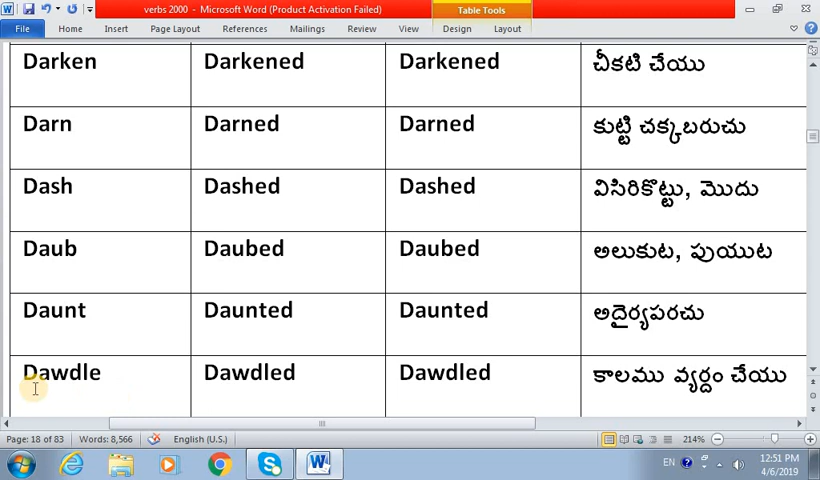 verbs 2000 - Microsoft Word (Product Activation Failed)
Table Tools
File Home Insert Page Layout References Mailings Review View Design Layout
Darken Darkened Darkened చీకటి చేయు
Darn Darned Darned కుట్టి చక్కబరుచు
Dash Dashed Dashed విసిరికొట్టు, మొదు
Daub Daubed Daubed అలుకుట, పుయుట
Daunt Daunted Daunted అదైర్యపరచు
Dawdle Dawdled Dawdled కాలము వ్యర్దం చేయు
Page: 18 of 83 Words: 8,566 English (U.S.) 214%
EN 12:51 PM
4/6/2019